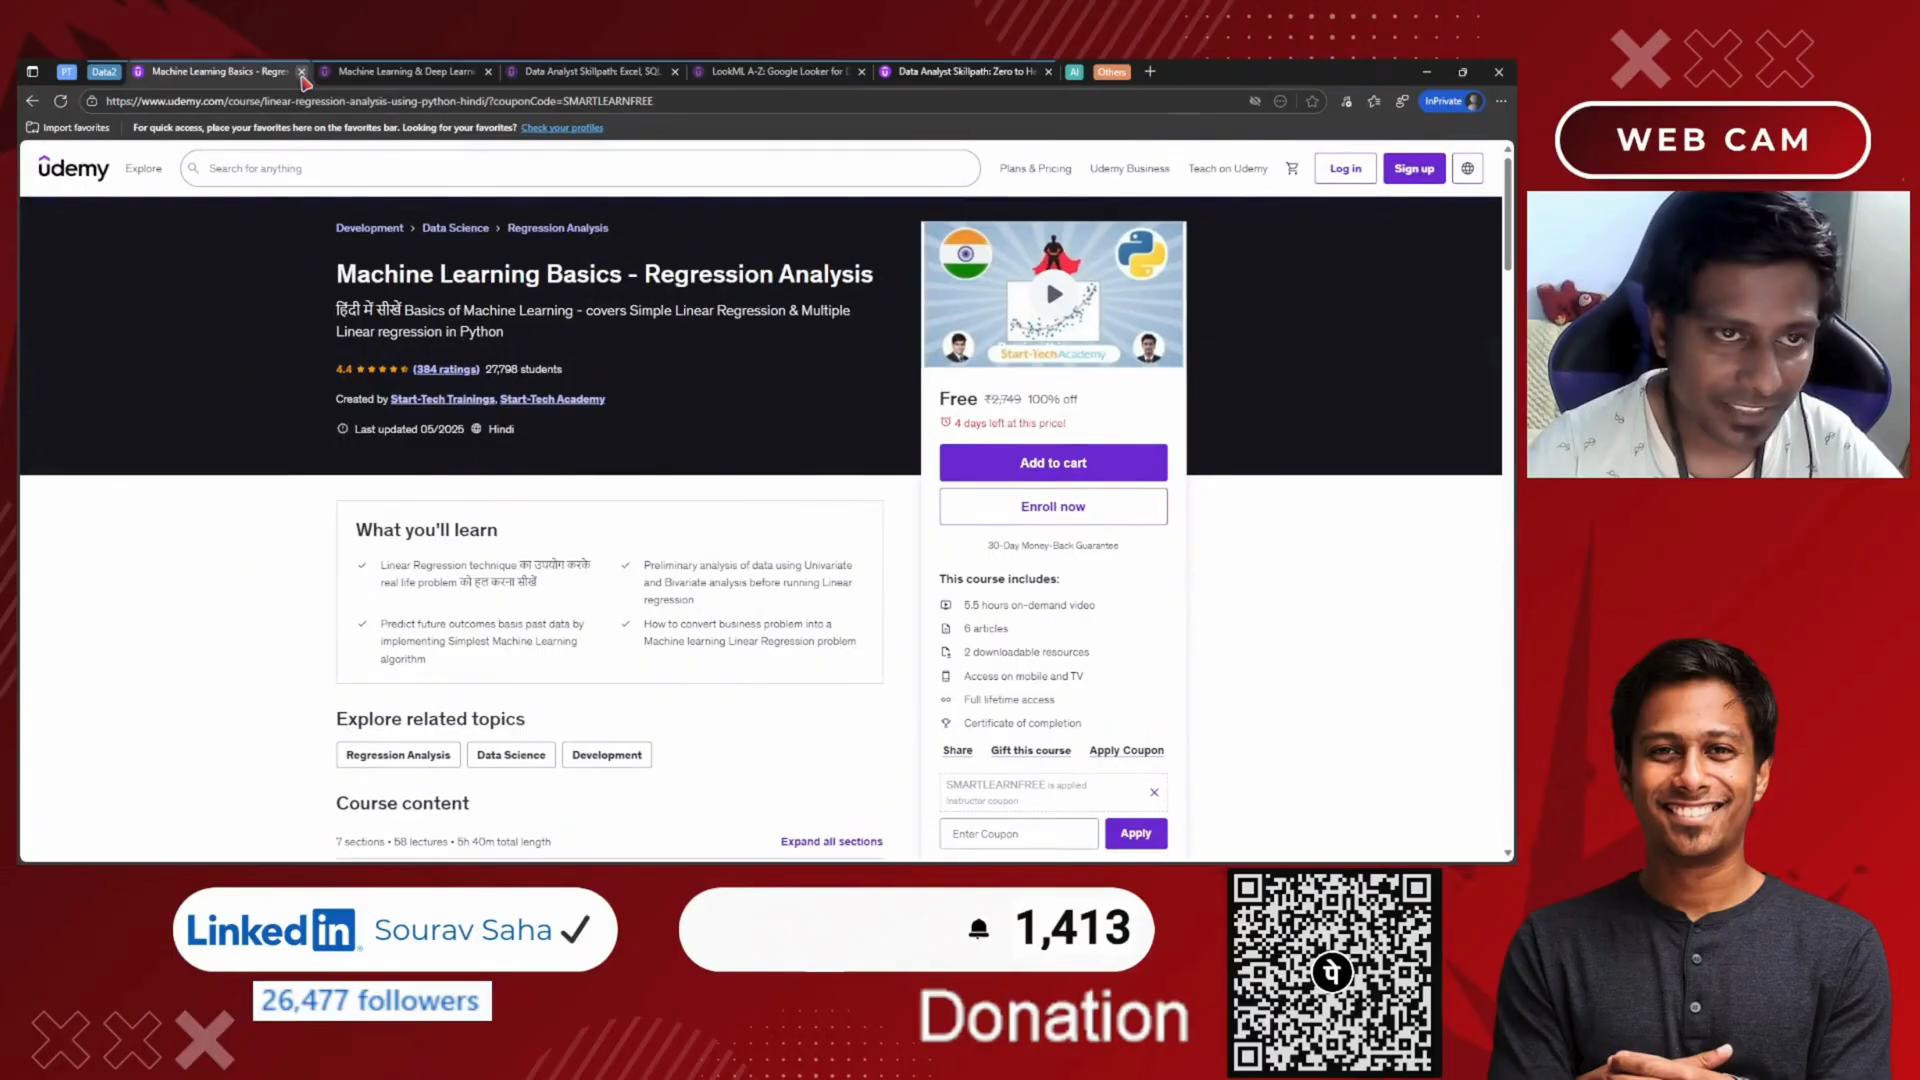 PT
Data2
Machine Learning Basics - Regre
Machine Learning & Deep Learni
Data Analyst Skillpath: Excel, SQL
LookML A-Z: Google Looker for
Data Analyst Skillpath: Zero to He
AI
Others
https://www.udemy.com/course/linear-regression-analysis-using-python-hindi/?couponCode=SMARTLEARNFREE
InPrivate
Import favorites
For quick access, place your favorites here on the favorites bar. Looking for your favorites? Check your profiles
udemy
Explore
Search for anything
Plans & Pricing
Udemy Business
Teach on Udemy
Log in
Sign up
Development > Data Science > Regression Analysis
Machine Learning Basics - Regression Analysis
हिंदी में सीखें Basics of Machine Learning - covers Simple Linear Regression & Multiple
Linear regression in Python
4.4 (384 ratings) 27,798 students
Created by Start-Tech Trainings, Start-Tech Academy
Last updated 05/2025 Hindi
Start-Tech Academy
Free ₹2,749 100% off
4 days left at this price!
Add to cart
Enroll now
30-Day Money-Back Guarantee
This course includes:
5.5 hours on-demand video
6 articles
2 downloadable resources
Access on mobile and TV
Full lifetime access
Certificate of completion
Share
Gift this course
Apply Coupon
SMARTLEARNFREE is applied
Instructor coupon
Enter Coupon
Apply
What you'll learn
Linear Regression technique का उपयोग करके
real life problem को हल करना सीखें
Preliminary analysis of data using Univariate
and Bivariate analysis before running Linear
regression
Predict future outcomes basis past data by
implementing Simplest Machine Learning
algorithm
How to convert business problem into a
Machine learning Linear Regression problem
Explore related topics
Regression Analysis
Data Science
Development
Course content
7 sections • 58 lectures • 5h 40m total length
Expand all sections
WEB CAM
LinkedIn Sourav Saha
26,477 followers
1,413
Donation
पे